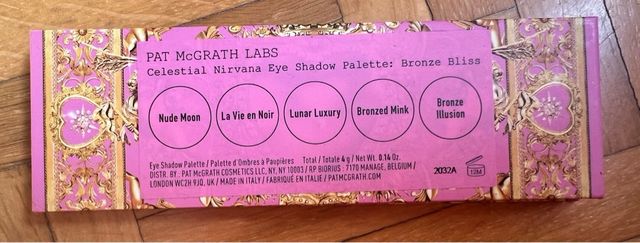 PAT McGRATH LABS
Celestial Nirvana Eye Shadow Palette: Bronze Bliss
Nude Moon
La Vie en Noir
Lunar Luxury
Bronzed Mink
Bronze
Illusion
Eye Shadow Palette / Palette d'Ombres à Paupières Total / Totale 4 g / Net Wt. 0.14 Oz.
DISTR. BY: PAT McGRATH COSMETICS LLC, NY, NY 10003 / RP BIORIUS : 7170 MANAGE, BELGIUM /
LONDON WC2H 9JQ, UK / MADE IN ITALY / FABRIQUÉ EN ITALIE / PATMCGRATH.COM
2032A
12M